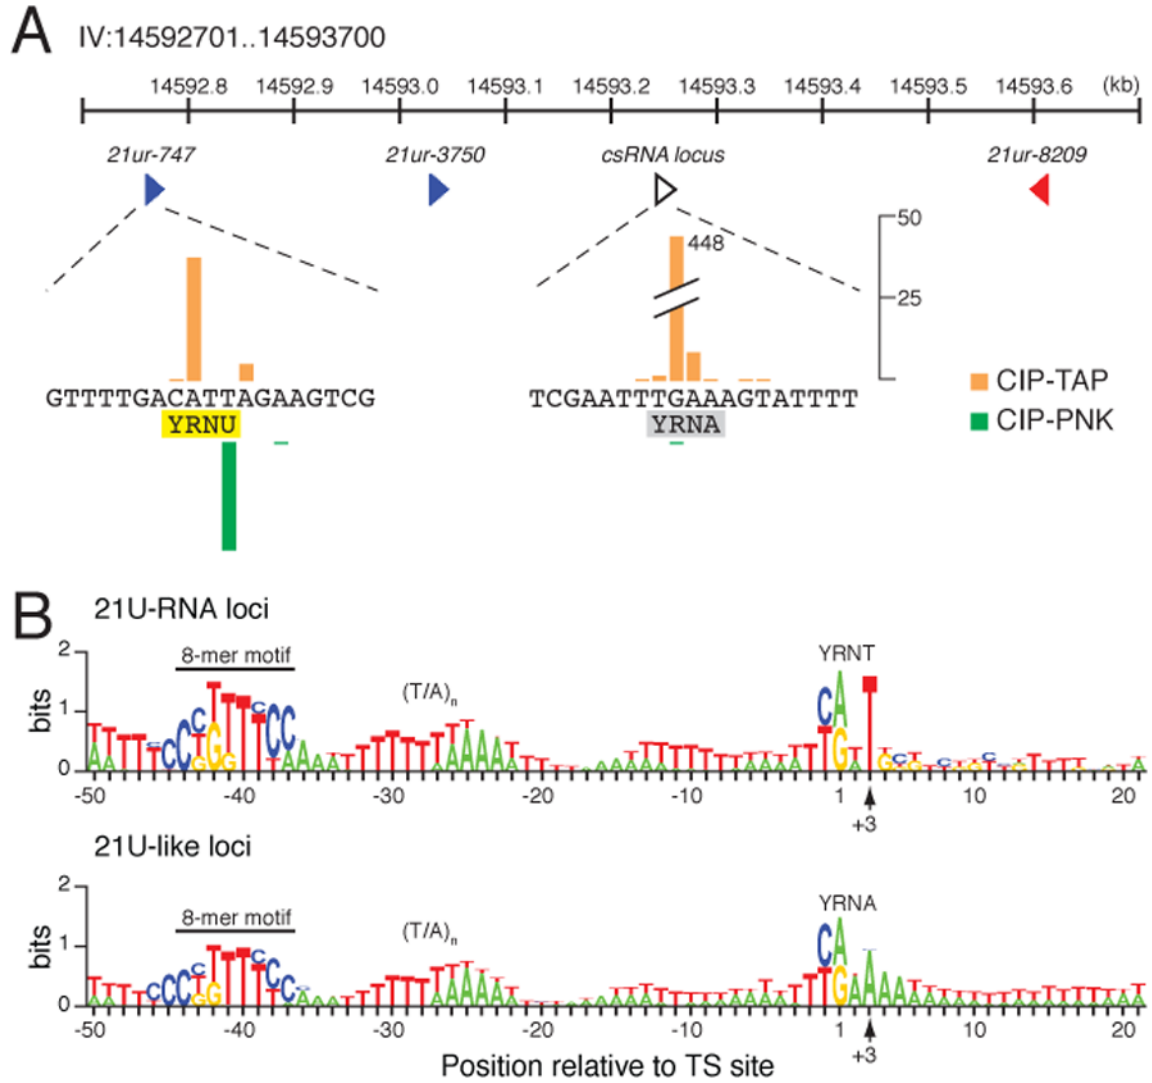 A IV:14592701..14593700
14592.8 14592.9 14593.0 14593.1 14593.2 14593.3 14593.4 14593.5 14593.6 (kb)
21ur-747 21ur-3750 csRNA locus 21ur-8209
50
448
25
CIP-TAP
GTTTTGACATTAGAAGTCG TCGAATTTGAAAGTATTTT
YRNU YRNA CIP-PNK
B 21U-RNA loci
2
8-mer motif YRNT
(T/A)n
bits
1
0
-50 -40 -30 -20 -10 1 10 20
+3
21U-like loci
2
8-mer motif YRNA
(T/A)n
bits
1
0
-50 -40 -30 -20 -10 1 10 20
+3
Position relative to TS site